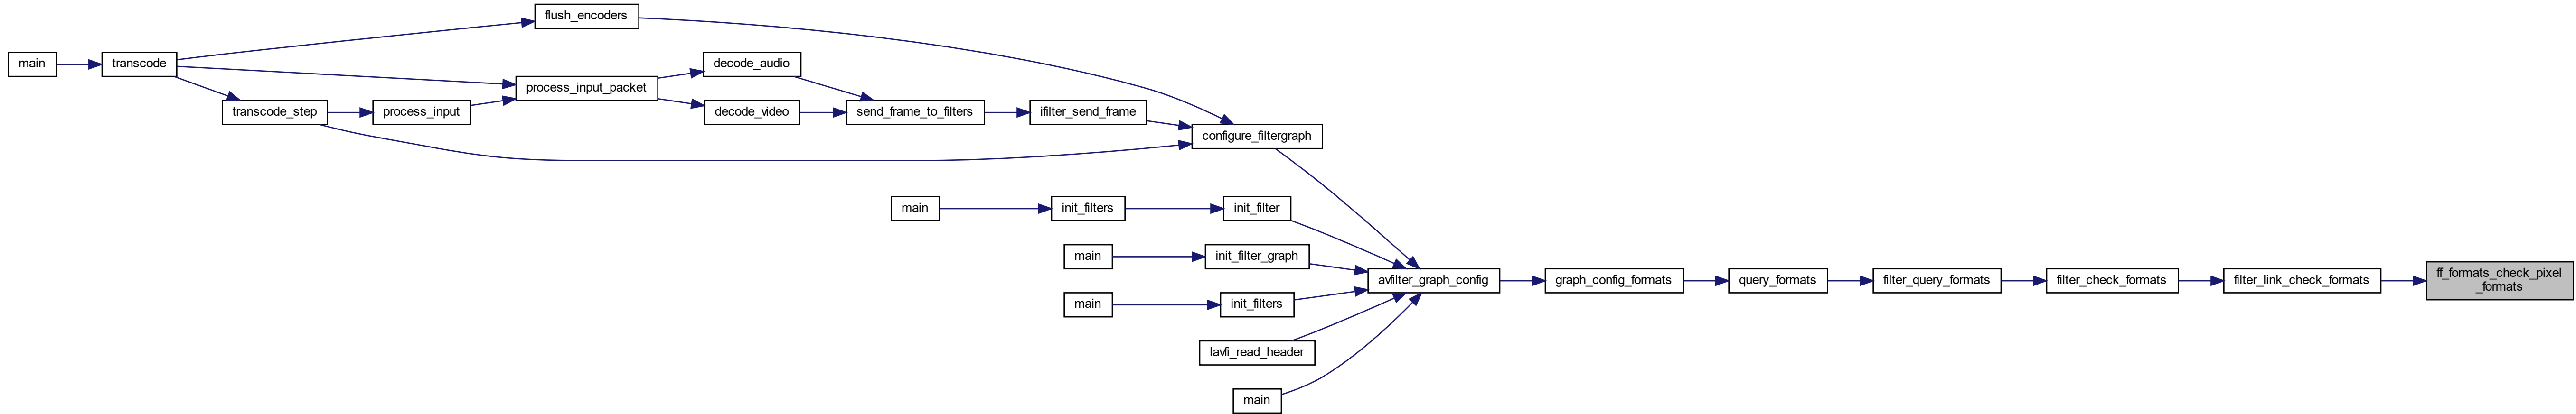 flush_encoders
main
transcode
decode_audio
process_input_packet
transcode_step
process_input
decode_video
send_frame_to_filters
ifilter_send_frame
configure_filtergraph
main
init_filters
init_filter
main
init_filter_graph
avfilter_graph_config
graph_config_formats
query_formats
filter_query_formats
filter_check_formats
filter_link_check_formats
ff_formats_check_pixel
_formats
main
init_filters
lavfi_read_header
main